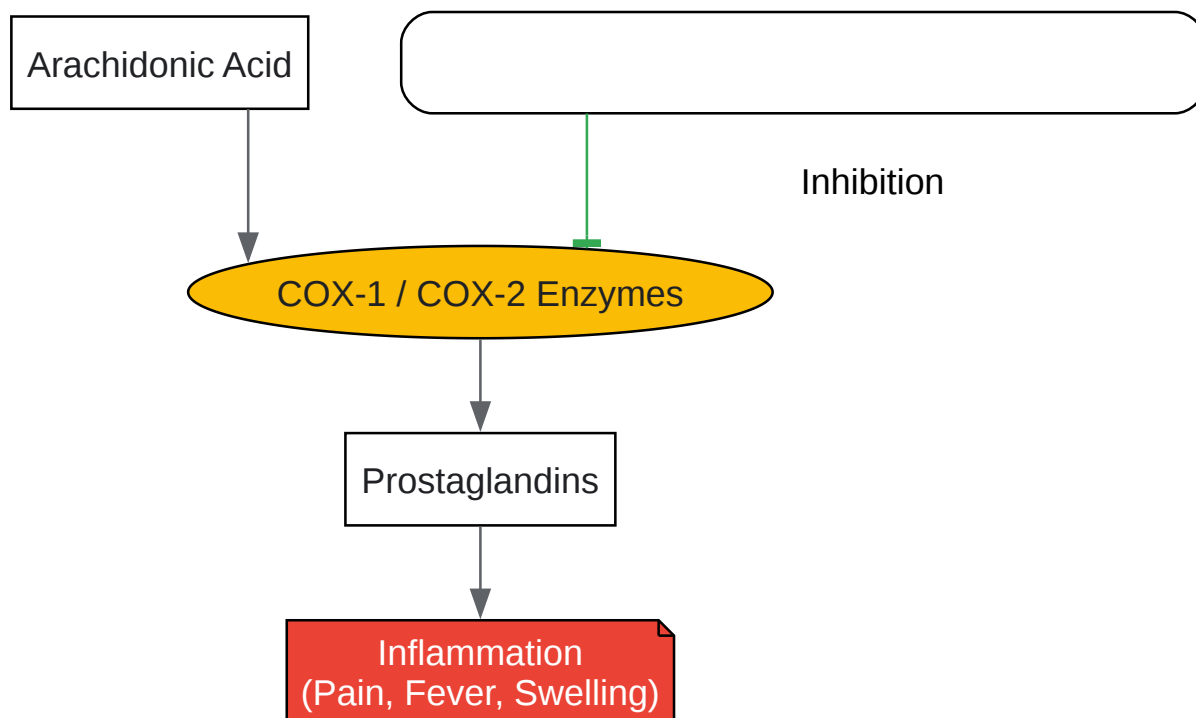 Arachidonic Acid
Inhibition
COX-1 / COX-2 Enzymes
Prostaglandins
Inflammation
(Pain, Fever, Swelling)